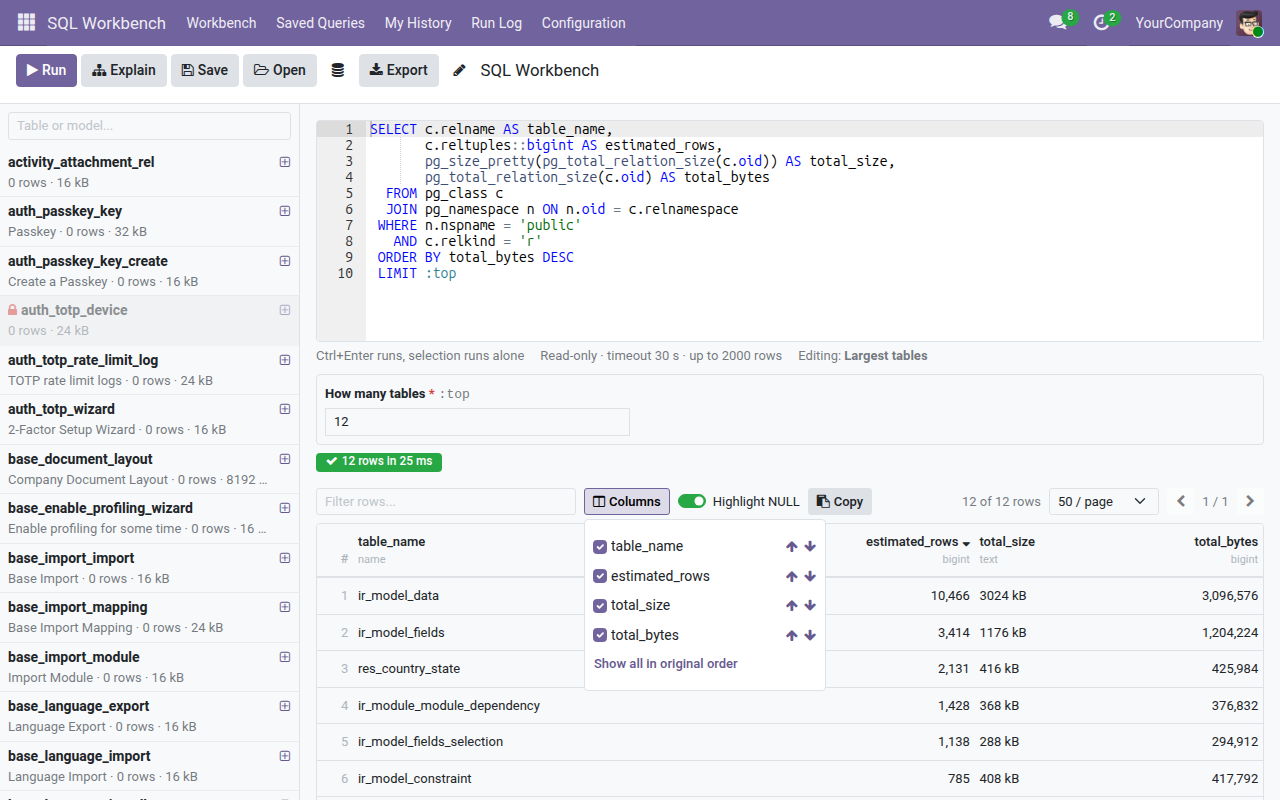 SQL Workbench Workbench Saved Queries My History Run Log Configuration 8 2 YourCompany
Run Explain Save Open Export SQL Workbench
Table or model...
activity_attachment_rel
0 rows · 16 kB
auth_passkey_key
Passkey · 0 rows · 32 kB
auth_passkey_key_create
Create a Passkey · 0 rows · 16 kB
auth_totp_device
0 rows · 24 kB
auth_totp_rate_limit_log
TOTP rate limit logs · 0 rows · 24 kB
auth_totp_wizard
2-Factor Setup Wizard · 0 rows · 16 kB
base_document_layout
Company Document Layout · 0 rows · 8192 ...
base_enable_profiling_wizard
Enable profiling for some time · 0 rows · 16 ...
base_import_import
Base Import · 0 rows · 16 kB
base_import_mapping
Base Import Mapping · 0 rows · 24 kB
base_import_module
Import Module · 0 rows · 16 kB
base_language_export
Language Export · 0 rows · 16 kB
base_language_import
Language Import · 0 rows · 16 kB
1 SELECT c.relname AS table_name,
2 c.reltuples::bigint AS estimated_rows,
3 pg_size_pretty(pg_total_relation_size(c.oid)) AS total_size,
4 pg_total_relation_size(c.oid) AS total_bytes
5 FROM pg_class c
6 JOIN pg_namespace n ON n.oid = c.relnamespace
7 WHERE n.nspname = 'public'
8 AND c.relkind = 'r'
9 ORDER BY total_bytes DESC
10 LIMIT :top
Ctrl+Enter runs, selection runs alone Read-only · timeout 30 s · up to 2000 rows Editing: Largest tables
How many tables * :top
12
12 rows in 25 ms
Filter rows... Columns Highlight NULL Copy 12 of 12 rows 50 / page 1 / 1
table_name
estimated_rows
total_size
total_bytes
Show all in original order
table_name estimated_rows total_size total_bytes
# name bigint text bigint
1 ir_model_data 10,466 3024 kB 3,096,576
2 ir_model_fields 3,414 1176 kB 1,204,224
3 res_country_state 2,131 416 kB 425,984
4 ir_module_module_dependency 1,428 368 kB 376,832
5 ir_model_fields_selection 1,138 288 kB 294,912
6 ir_model_constraint 785 408 kB 417,792